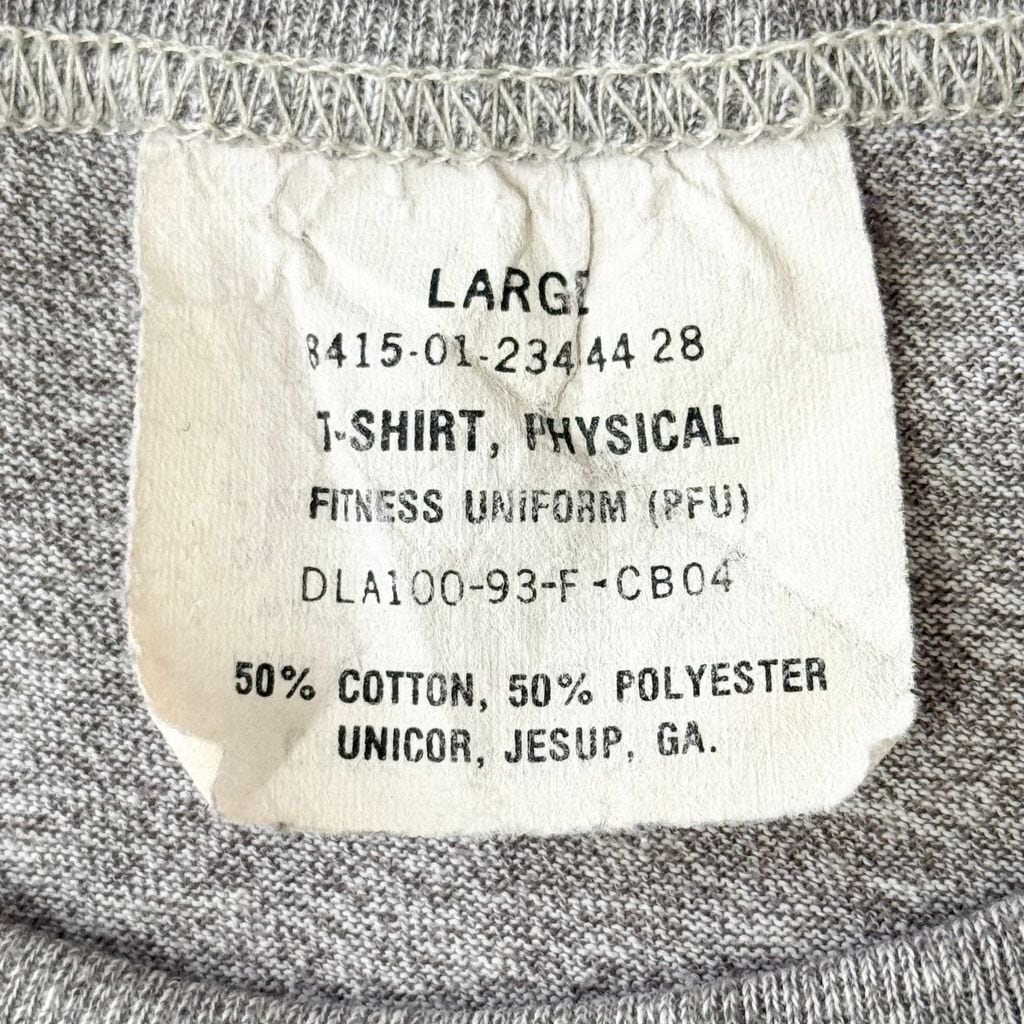 LARGE
8415-01-234 44 28
T-SHIRT, PHYSICAL
FITNESS UNIFORM (PFU)
DLA100-93-F-CB04
50% COTTON, 50% POLYESTER
UNICOR, JESUP, GA.